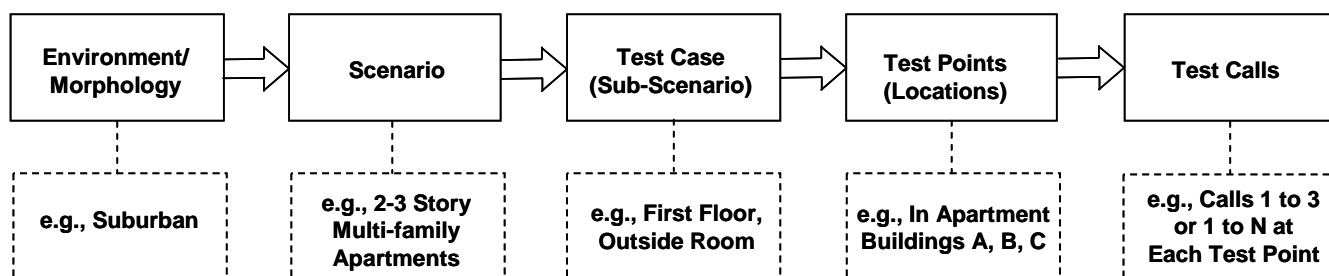 Environment/
Morphology
Scenario
Test Case
(Sub-Scenario)
Test Points
(Locations)
Test Calls
e.g., Suburban
e.g., 2-3 Story
Multi-family
Apartments
e.g., First Floor,
Outside Room
e.g., In Apartment
Buildings A, B, C
e.g., Calls 1 to 3
or 1 to N at
Each Test Point